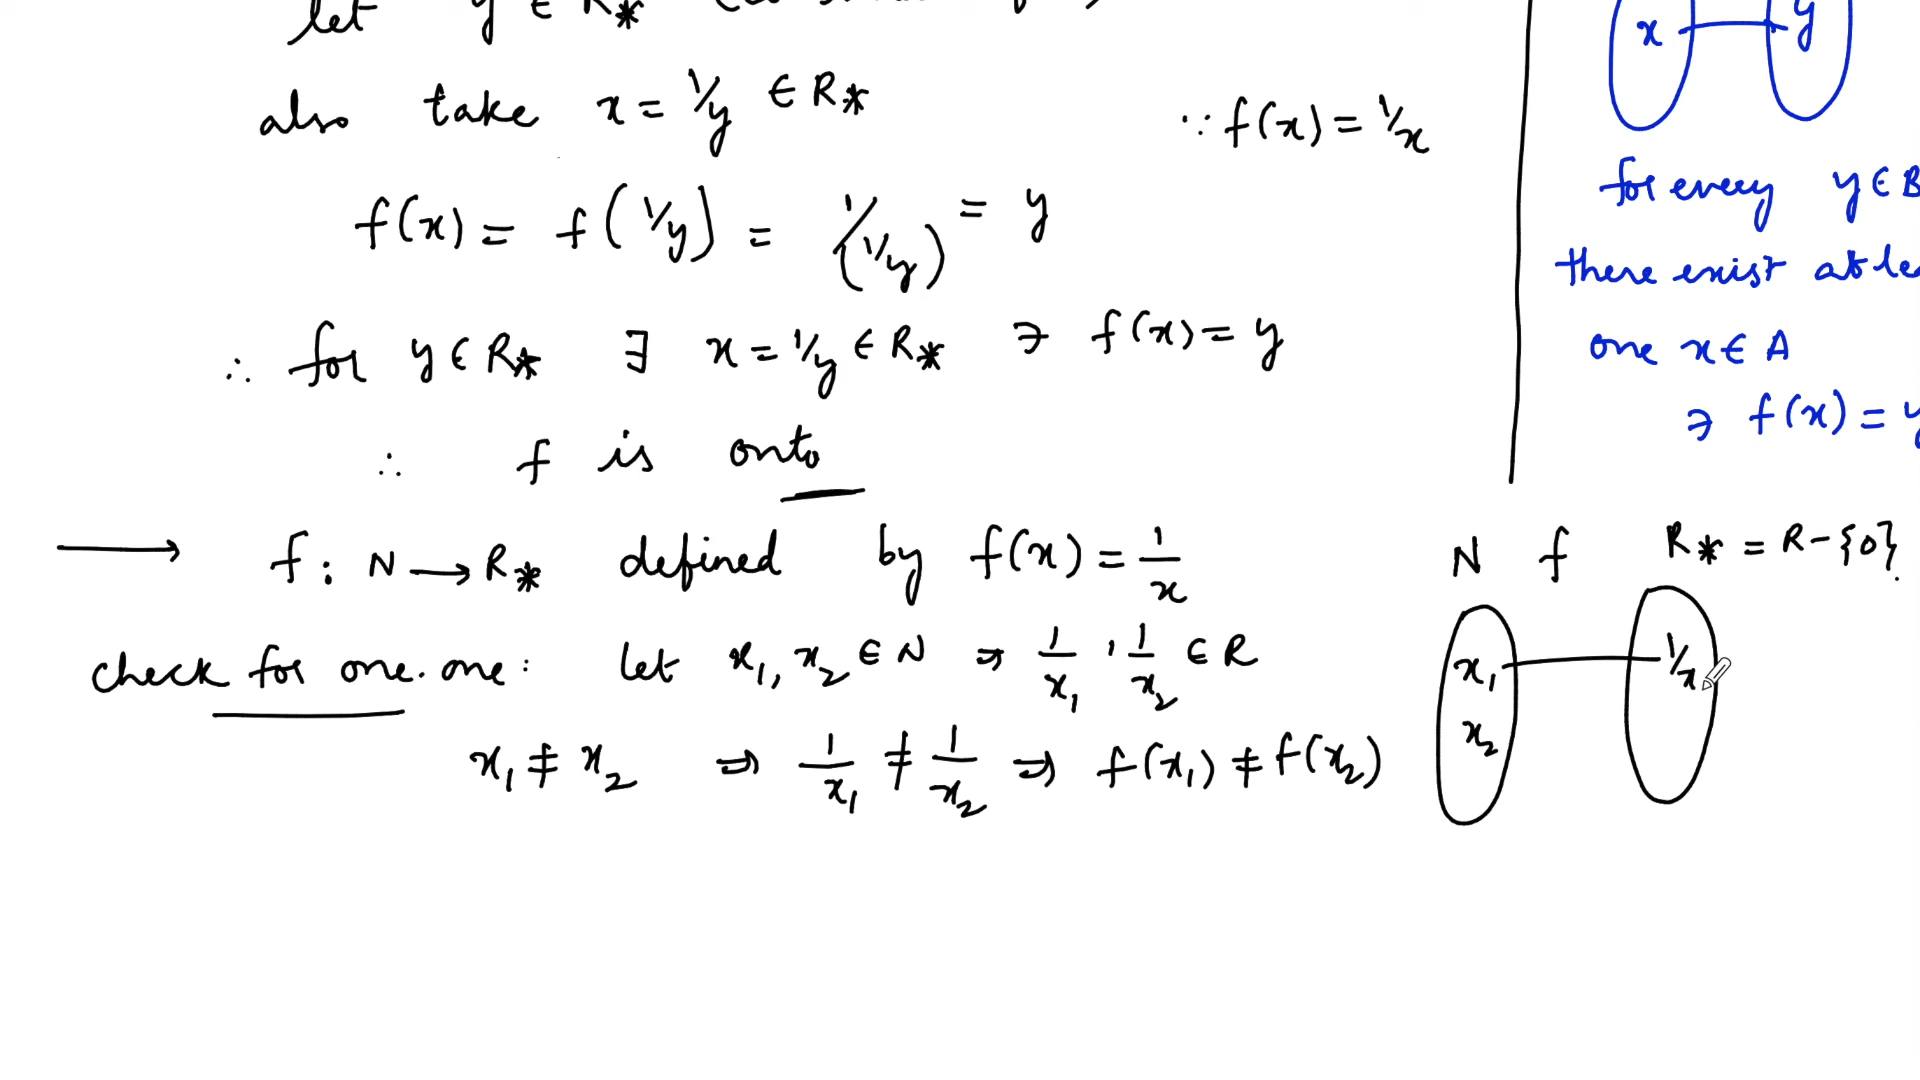 let y ∈ R*
also take x = 1/y ∈ R*
∵ f(x) = 1/x
f(x) = f(1/y) = 1/(1/y) = y
∴ for y ∈ R* ∃ x = 1/y ∈ R* ∋ f(x) = y
∴ f is onto
→ f: N → R* defined by f(x) = 1/x
check for one.one: let x₁, x₂ ∈ N ⇒ 1/x₁, 1/x₂ ∈ R
x₁ ≠ x₂ ⇒ 1/x₁ ≠ 1/x₂ ⇒ f(x₁) ≠ f(x₂)
x y
for every y ∈ B
there exist at
one x ∈ A
∋ f(x) =
N f R* = R - {0}.
x₁ 1/x
x₂